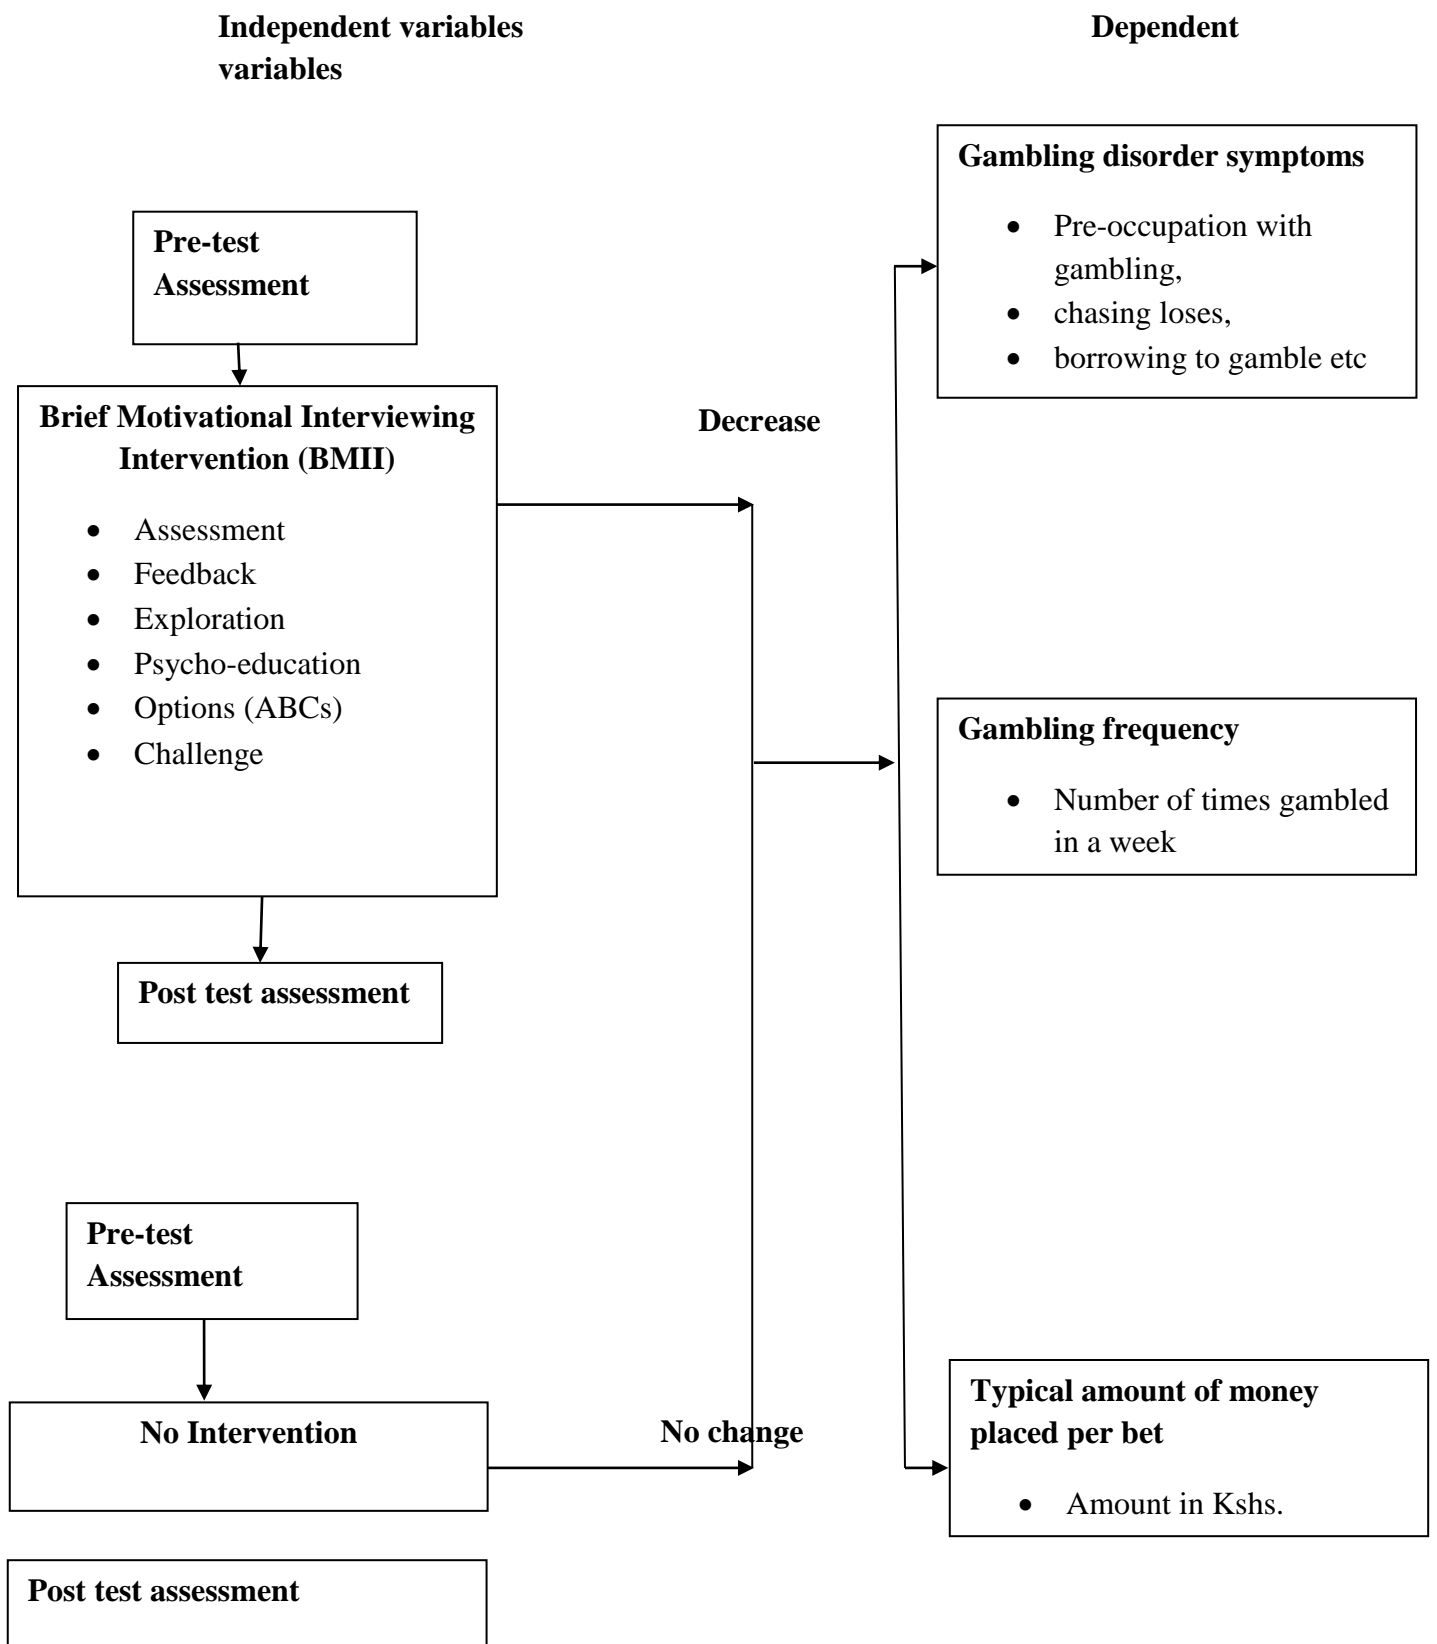 Independent variables
Dependent
variables
Pre-test
Assessment
Brief Motivational Interviewing
Intervention (BMII)
• Assessment
• Feedback
• Exploration
• Psycho-education
• Options (ABCs)
• Challenge
Post test assessment
Decrease
Gambling disorder symptoms
• Pre-occupation with
gambling,
• chasing loses,
• borrowing to gamble etc
Gambling frequency
• Number of times gambled
in a week
Pre-test
Assessment
No Intervention
No change
Typical amount of money
placed per bet
• Amount in Kshs.
Post test assessment